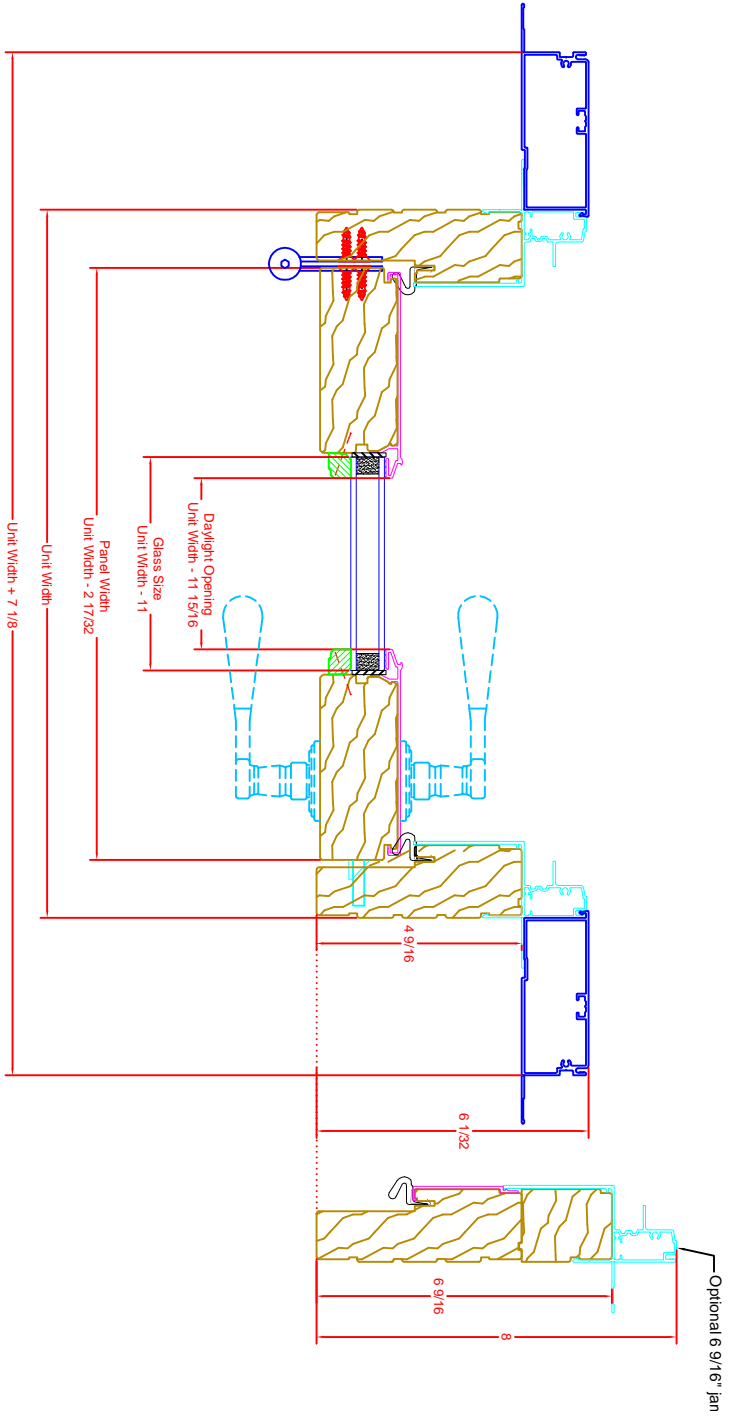 Optional 6 9/16" jam
8
6 9/16
6 1/32
4 9/16
Daylight Opening
Unit Width - 11 15/16
Glass Size
Unit Width - 11
Panel Width
Unit Width - 2 17/32
Unit Width
Unit Width + 7 1/8